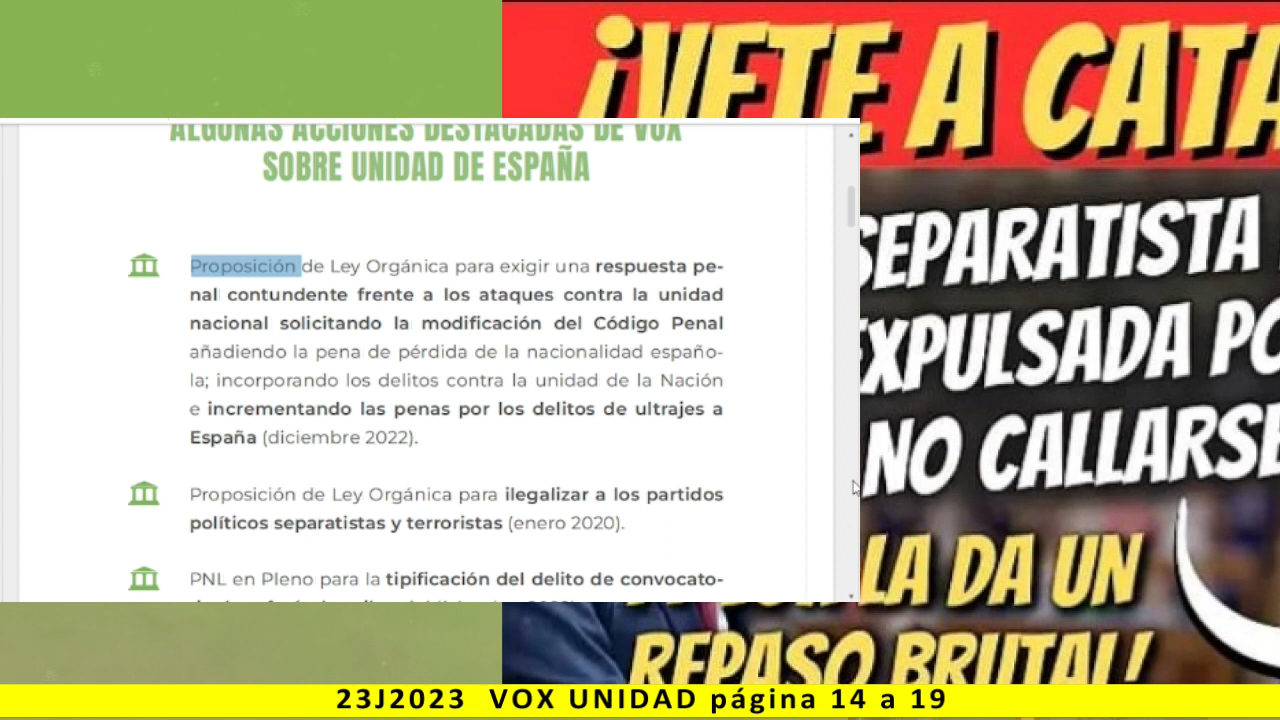 ¡VETE A CATA
ALGUNAS ACCIONES DESTACADAS DE VOX
SOBRE UNIDAD DE ESPAÑA
Proposición de Ley Orgánica para exigir una respuesta pe-
nal contundente frente a los ataques contra la unidad
nacional solicitando la modificación del Código Penal
añadiendo la pena de pérdida de la nacionalidad españo-
la; incorporando los delitos contra la unidad de la Nación
e incrementando las penas por los delitos de ultrajes a
España (diciembre 2022).
Proposición de Ley Orgánica para ilegalizar a los partidos
políticos separatistas y terroristas (enero 2020).
PNL en Pleno para la tipificación del delito de convocato-
SEPARATISTA
EXPULSADA PO
NO CALLARSE
LA DA UN
REPASO BRUTAL!
23J2023 VOX UNIDAD página 14 a 19